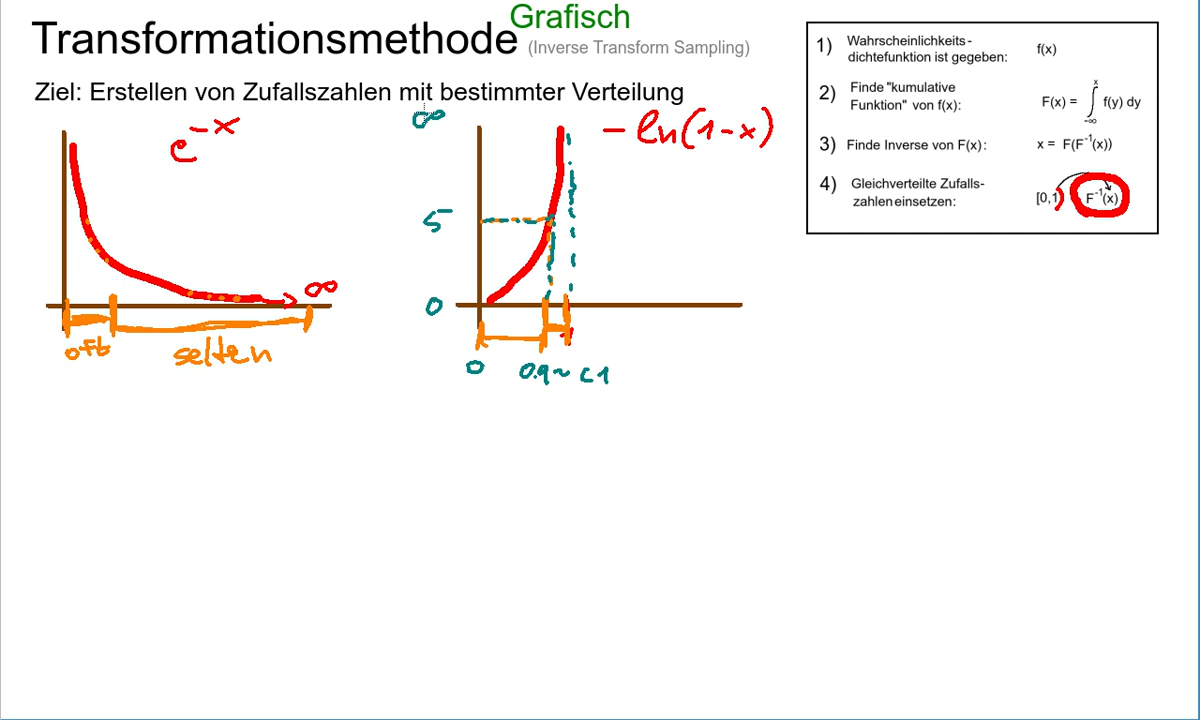 Grafisch
Transformationsmethode (Inverse Transform Sampling)
Ziel: Erstellen von Zufallszahlen mit bestimmter Verteilung
e^-x
∞
oft
selten
∞
-ln(1-x)
5
0
0 0.9~ <1
1) Wahrscheinlichkeits-
dichtefunktion ist gegeben: f(x)
2) Finde "kumulative
Funktion" von f(x): F(x) = ∫_-∞^x f(y) dy
3) Finde Inverse von F(x): x = F(F^-1(x))
4) Gleichverteilte Zufalls-
zahlen einsetzen: [0,1) F^-1(x)